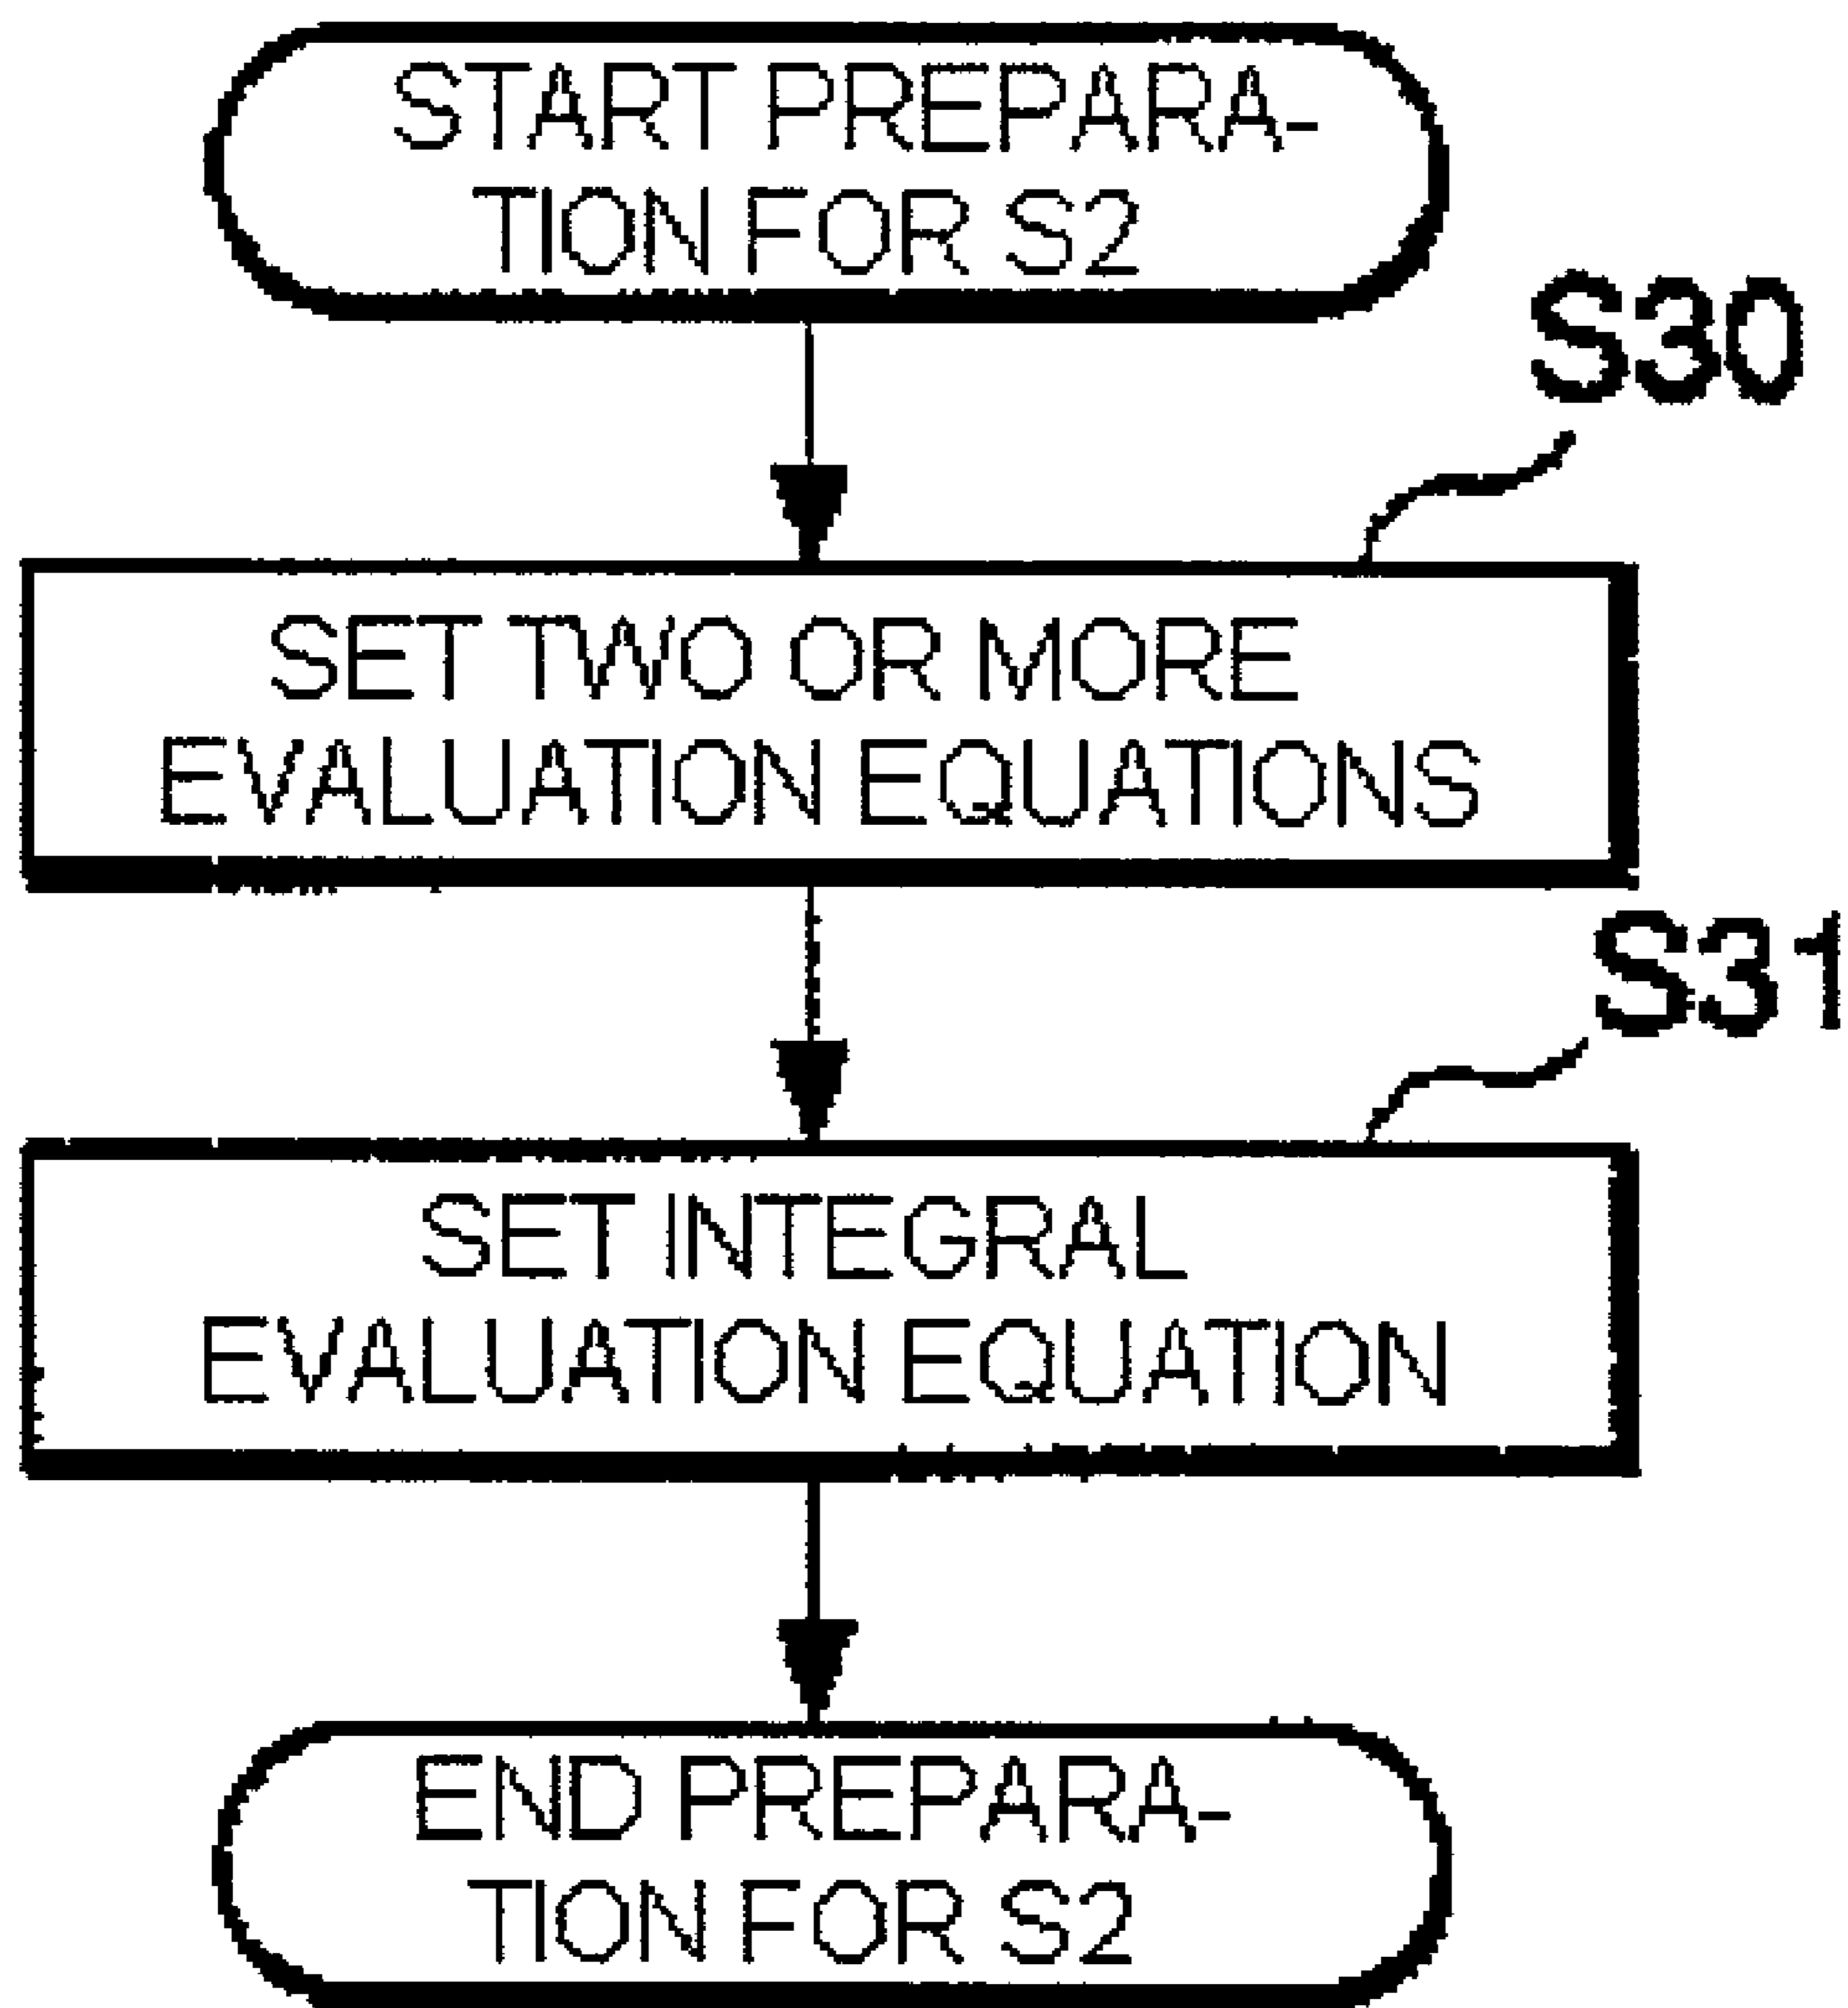 START PREPARA-
TION FOR S2
S30
SET TWO OR MORE
EVALUATION EQUATIONS
S31
SET INTEGRAL
EVALUATION EQUATION
END PREPARA-
TION FOR S2